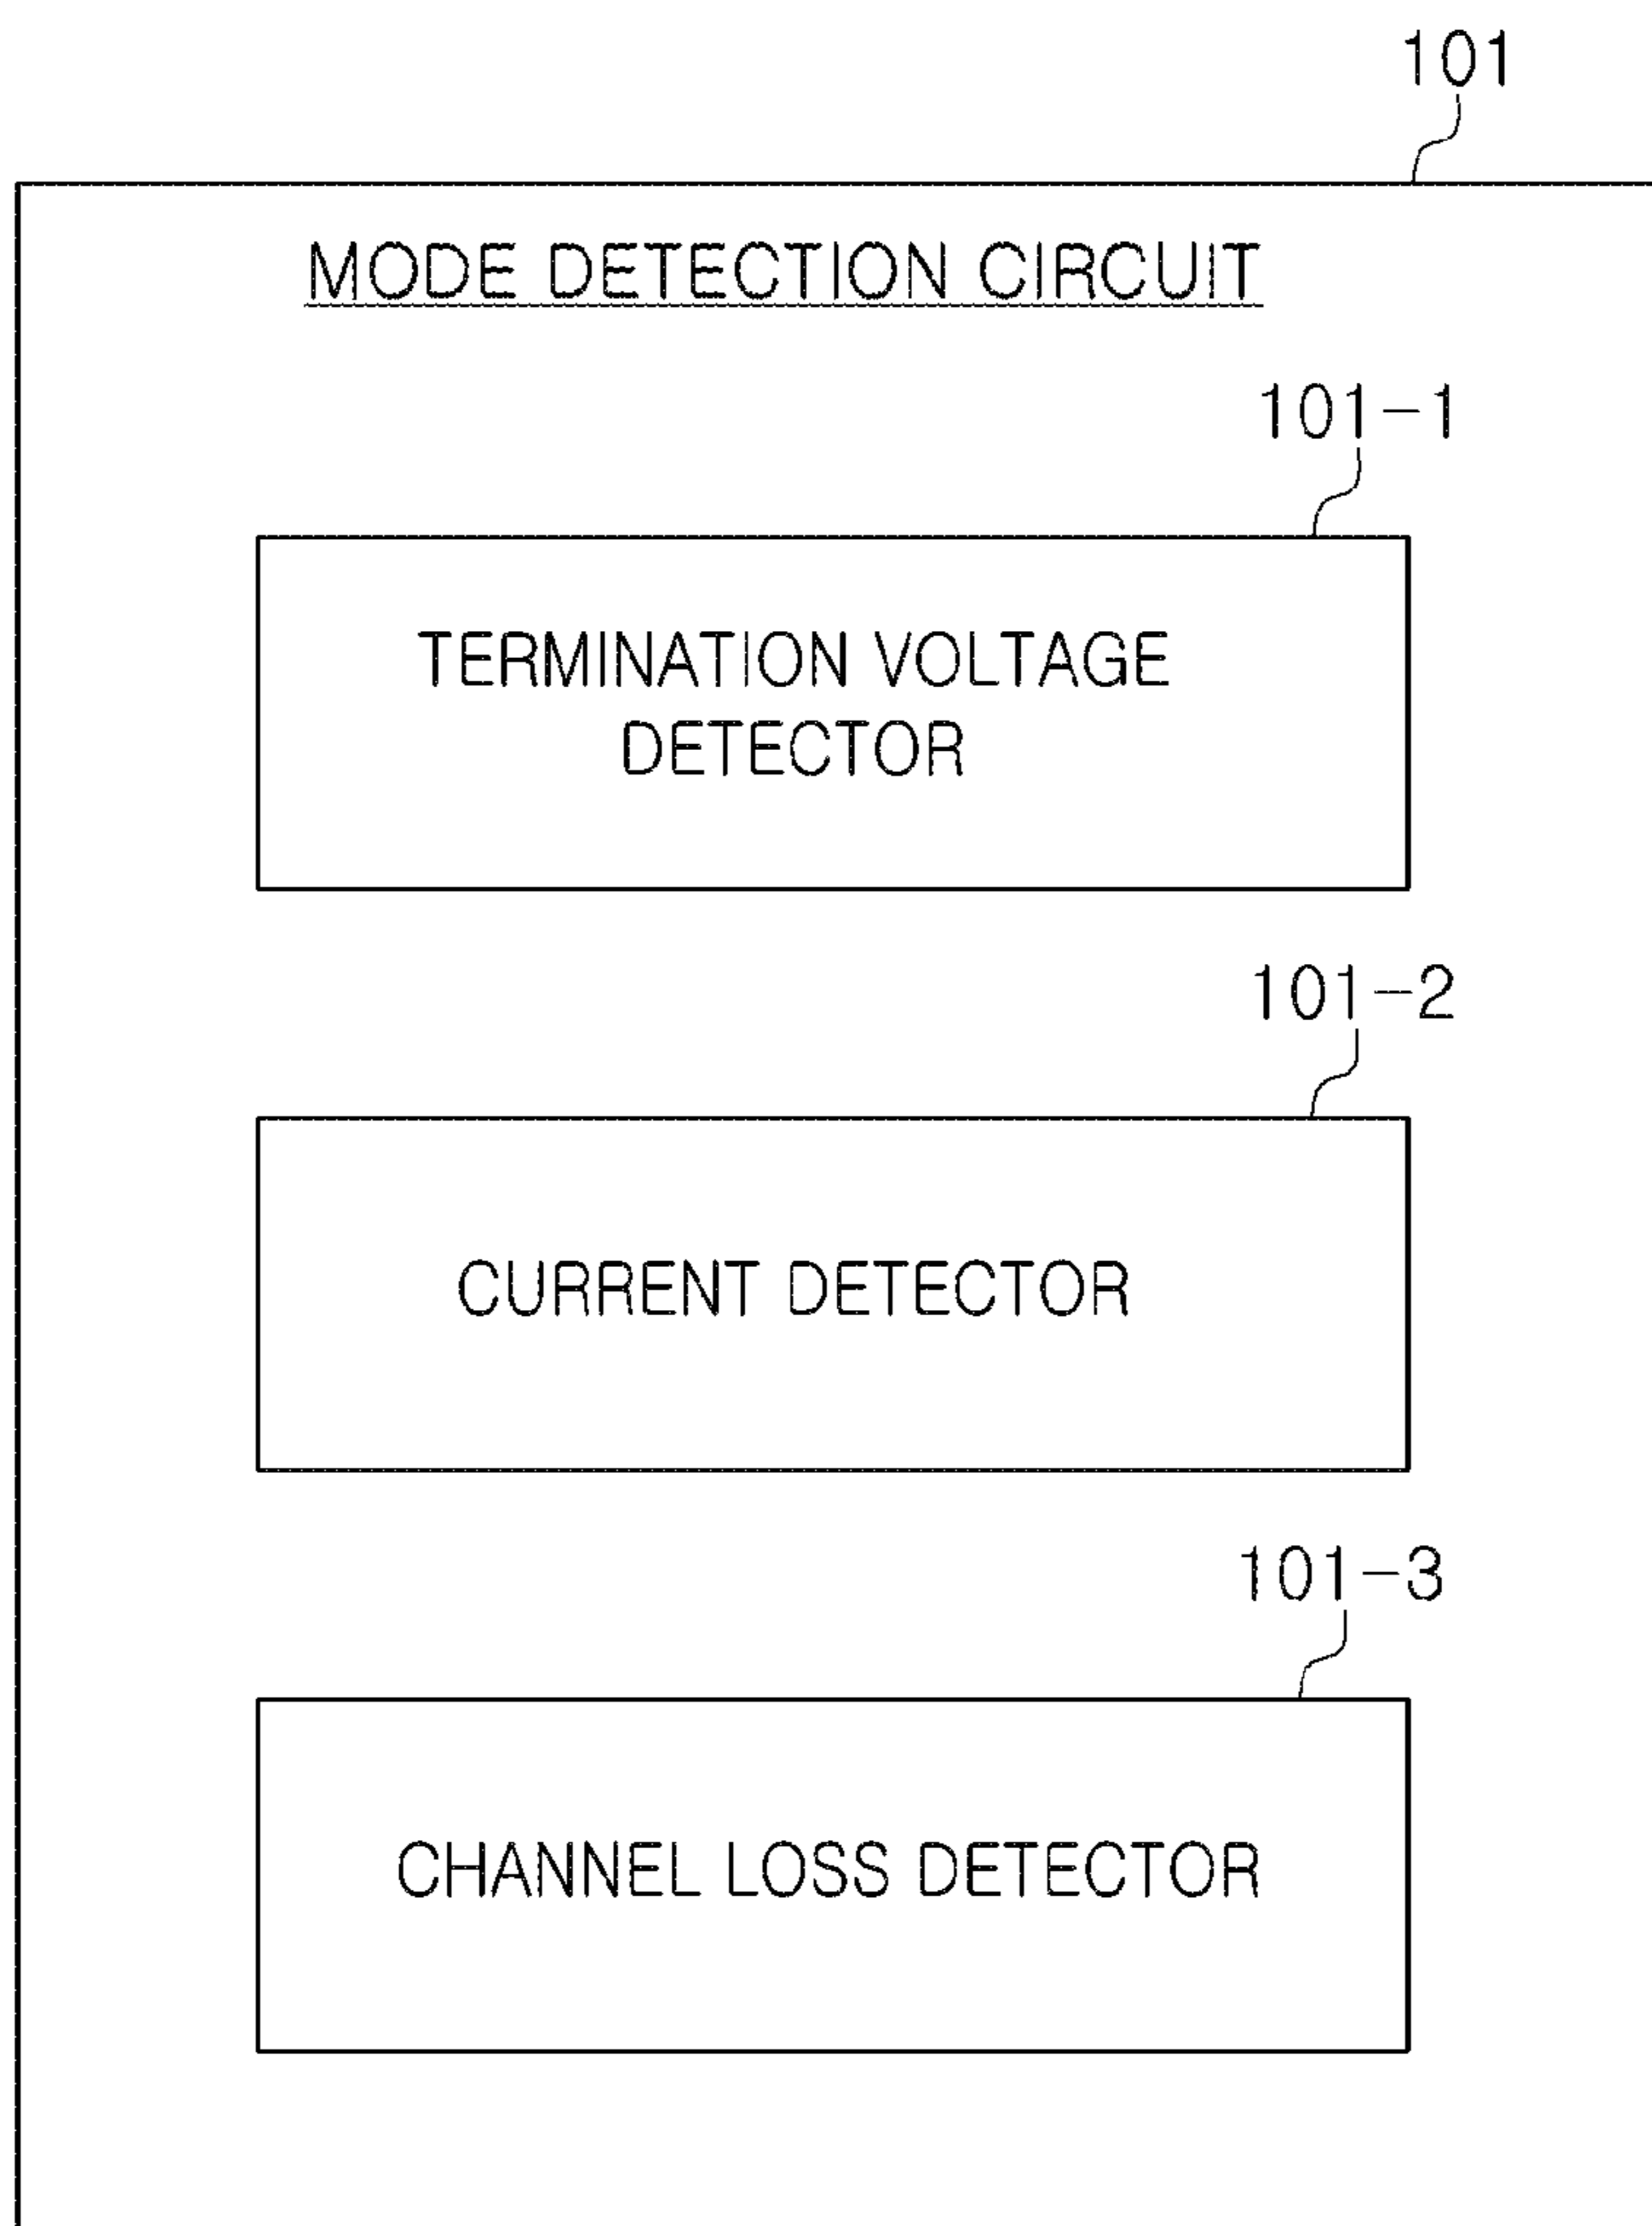 101
MODE DETECTION CIRCUIT
101-1
TERMINATION VOLTAGE
DETECTOR
101-2
CURRENT DETECTOR
101-3
CHANNEL LOSS DETECTOR